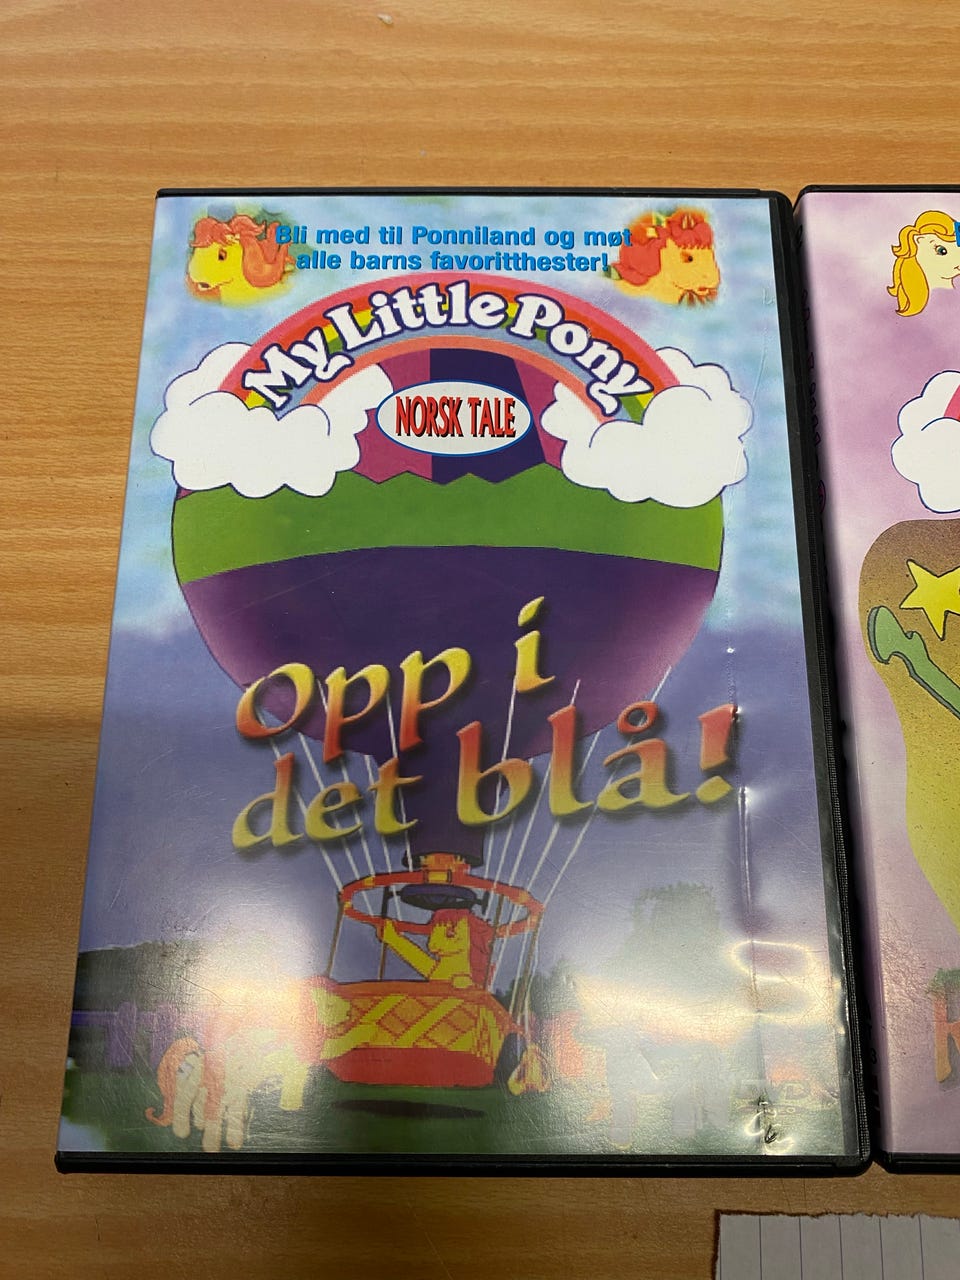 Bli med til Ponniland og møt
alle barns favoritthester!
My Little Pony
NORSK TALE
Opp i
det blå!